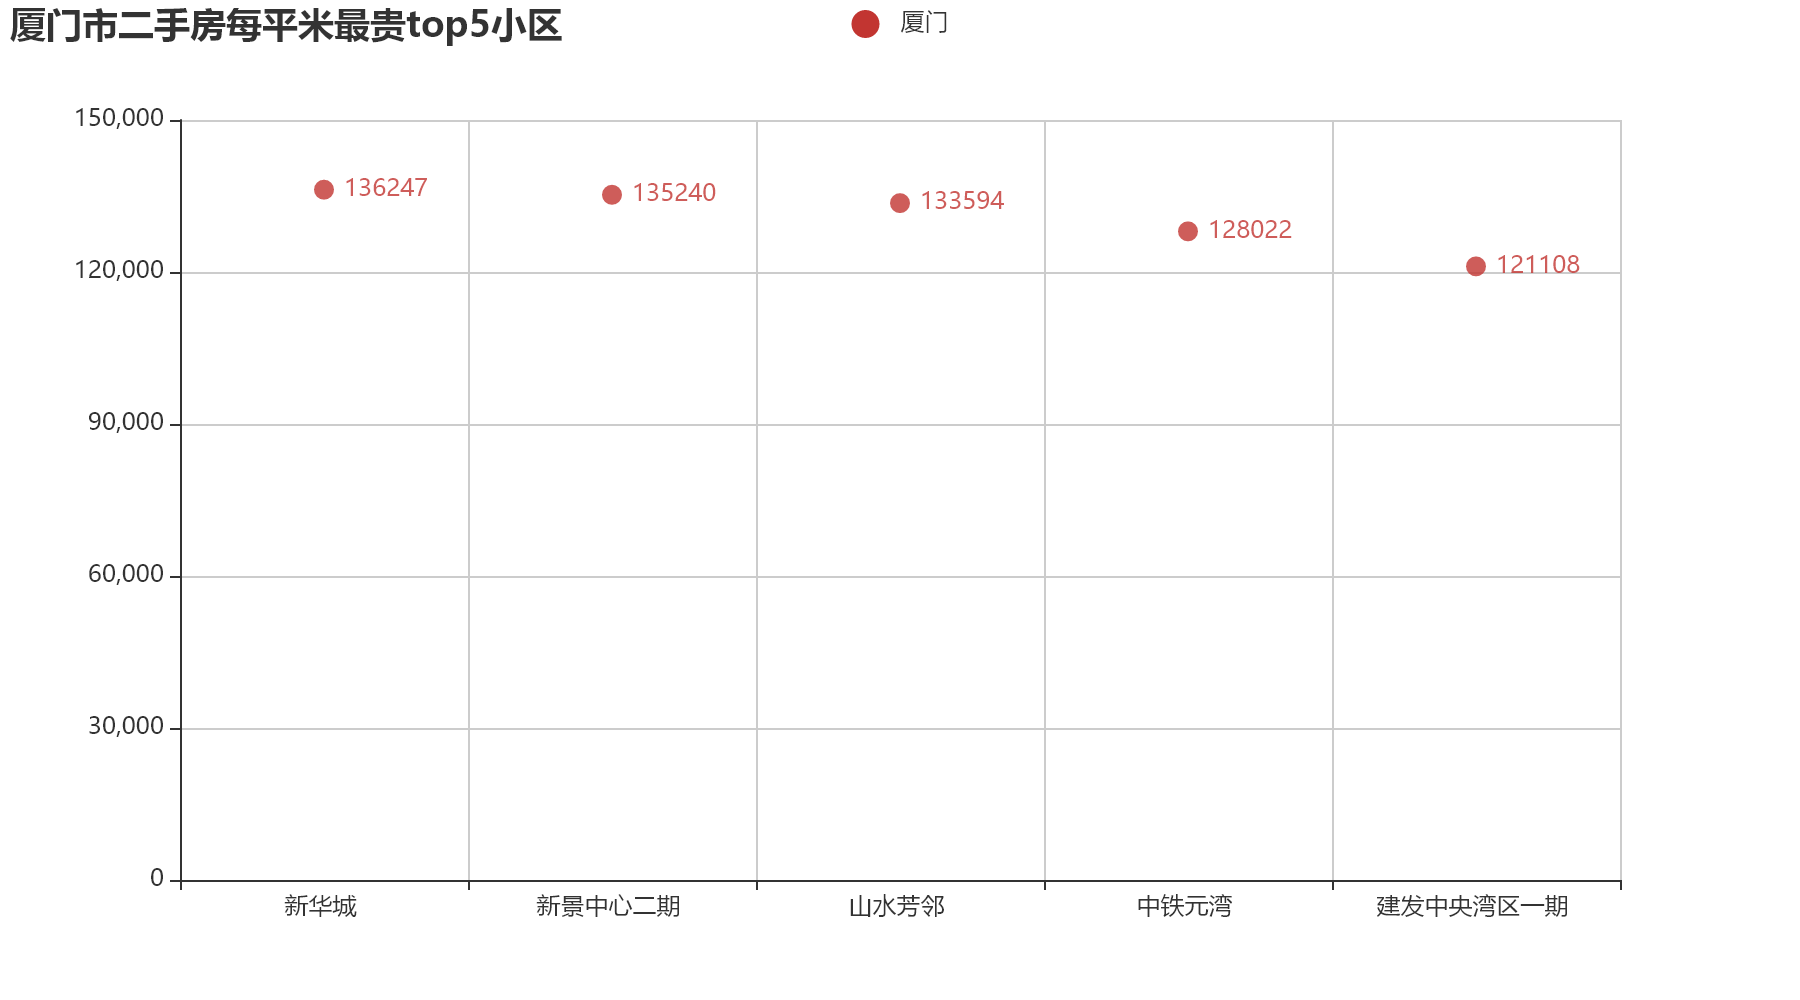 厦门市二手房每平米最贵top5小区
厦门
150,000
120,000
90,000
60,000
30,000
0
136247
135240
133594
128022
121108
新华城
新景中心二期
山水芳邻
中铁元湾
建发中央湾区一期